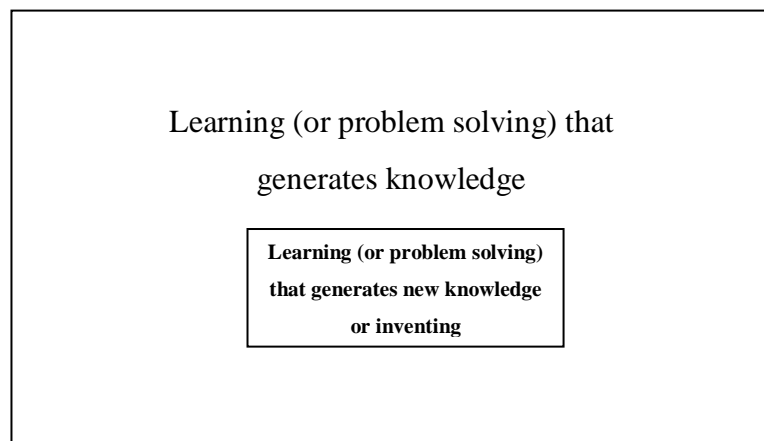 Learning (or problem solving) that
generates knowledge
Learning (or problem solving)
that generates new knowledge
or inventing